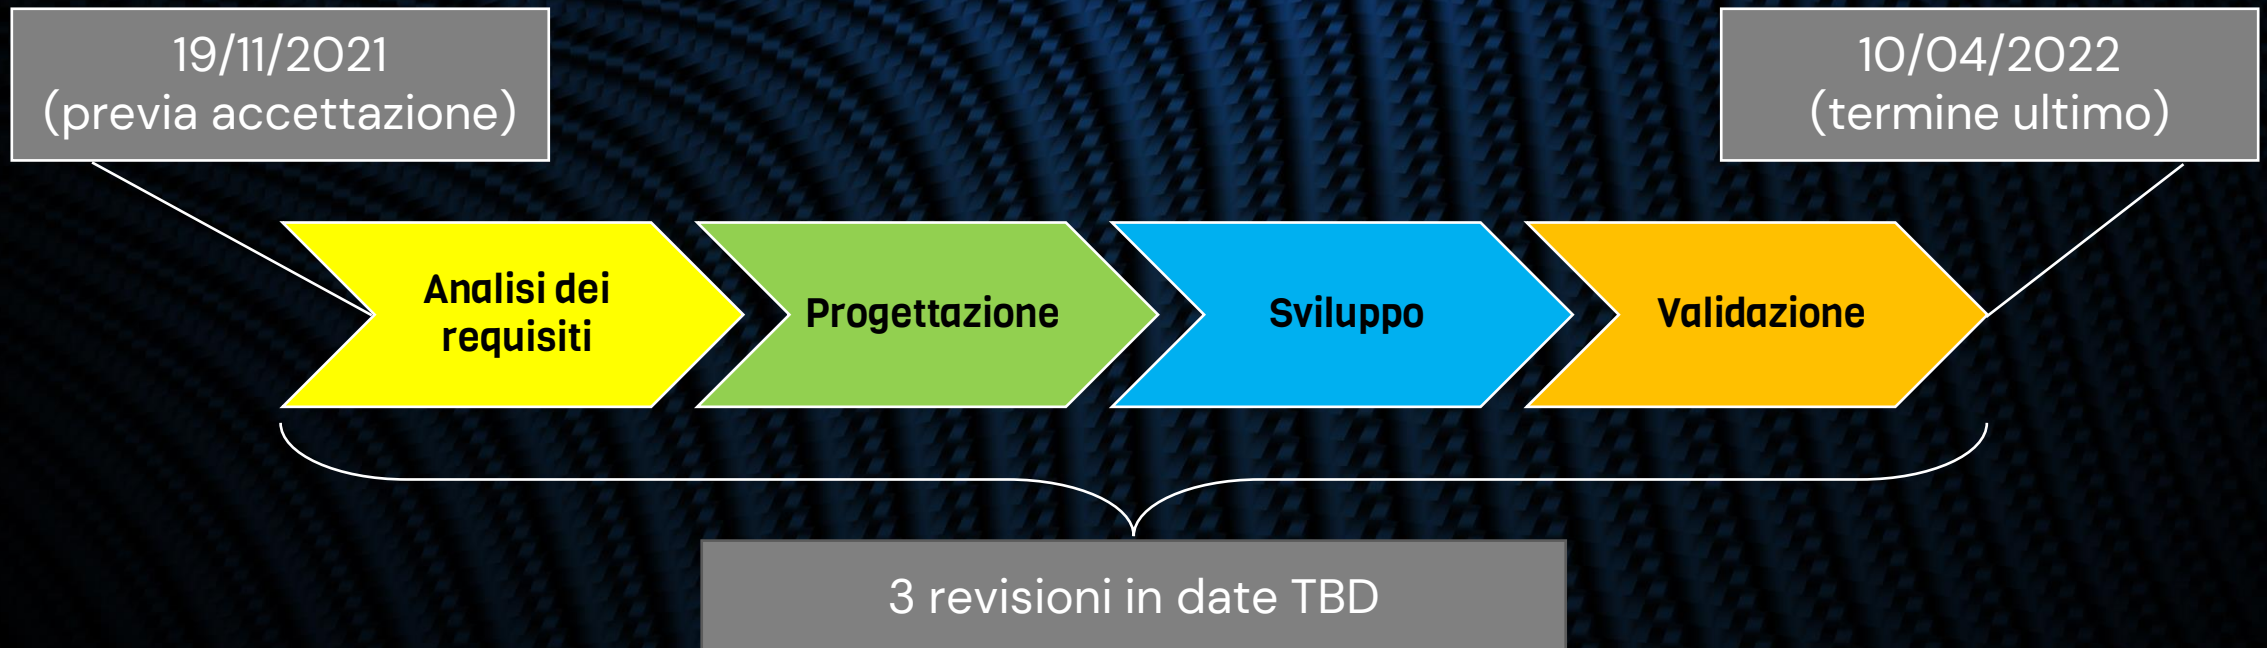 19/11/2021
(previa accettazione)
10/04/2022
(termine ultimo)
Analisi dei
requisiti
Progettazione
Sviluppo
Validazione
3 revisioni in date TBD